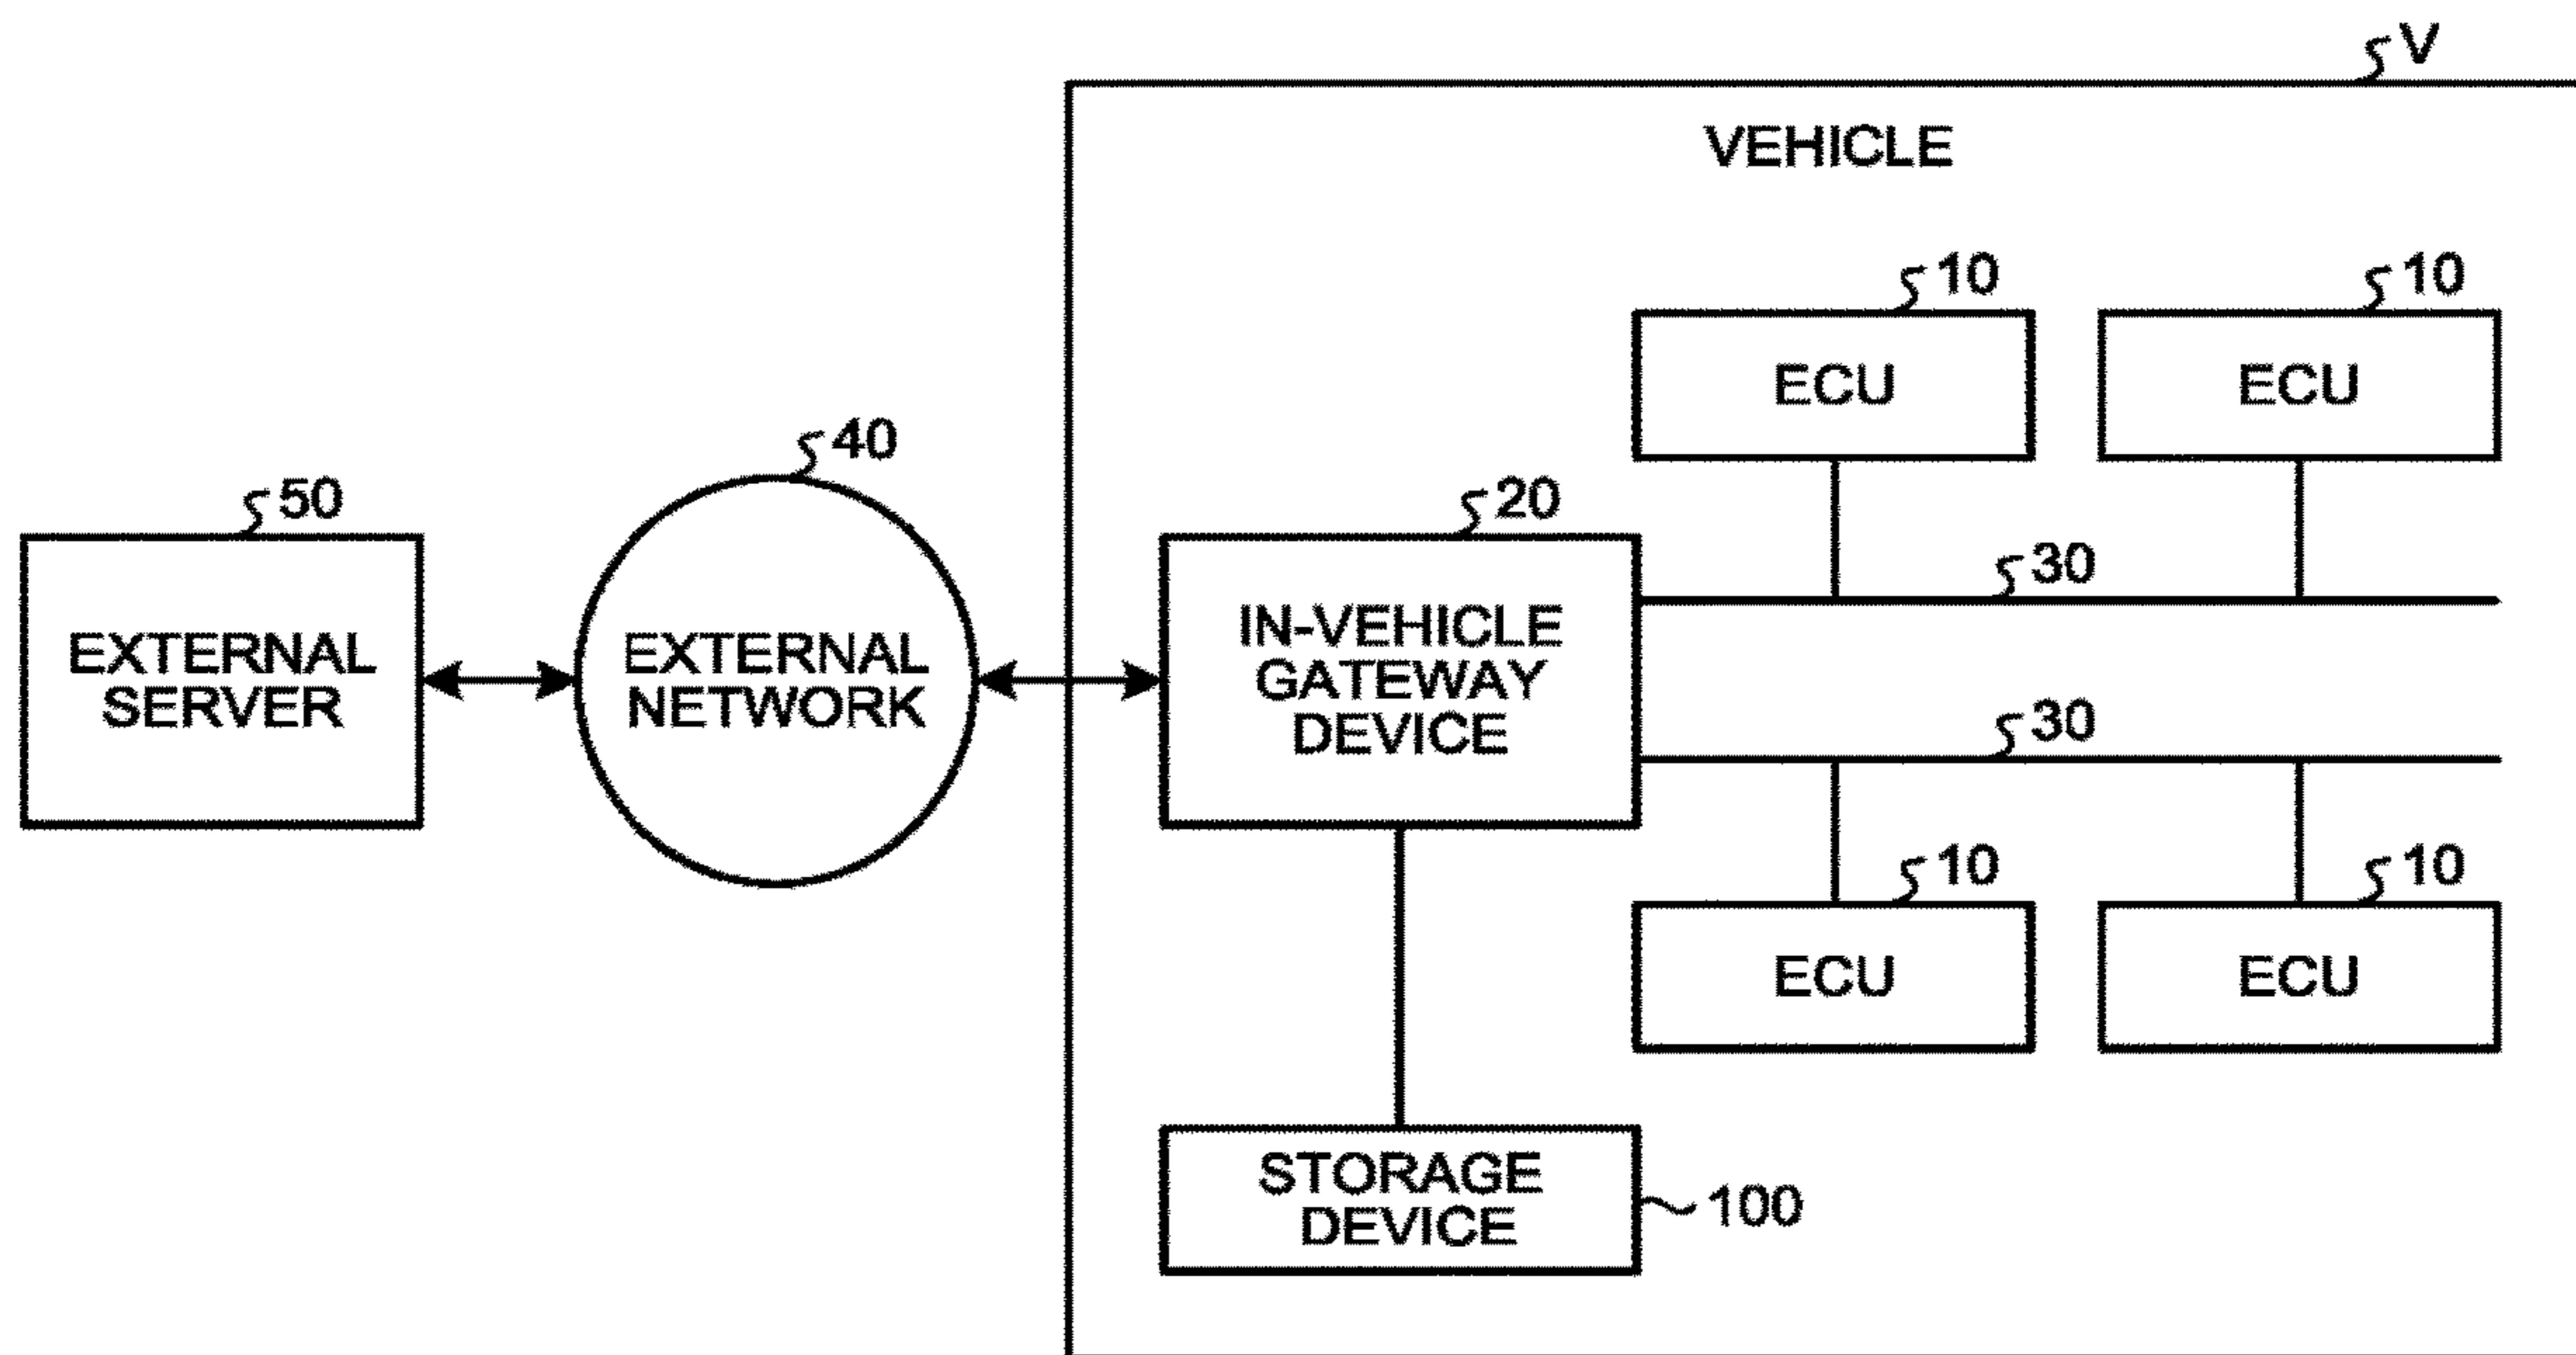 V
VEHICLE
10
10
ECU
ECU
40
50
20
30
EXTERNAL
SERVER
EXTERNAL
NETWORK
IN-VEHICLE
GATEWAY
DEVICE
30
10
10
ECU
ECU
STORAGE
DEVICE
100